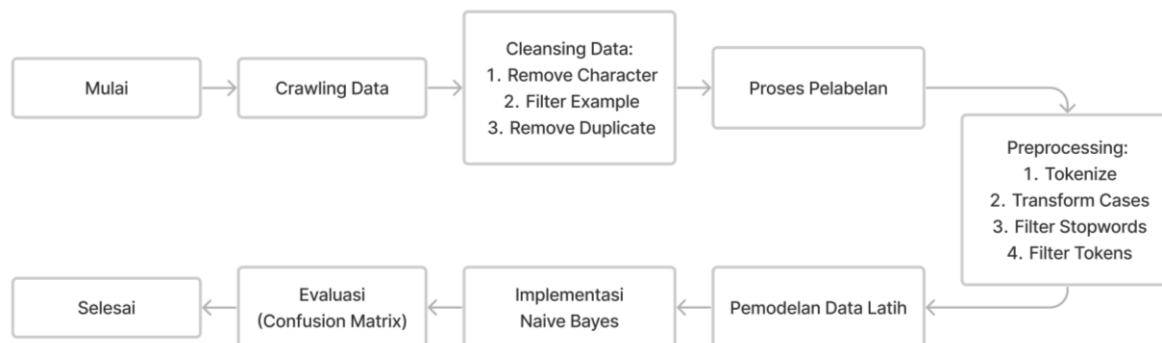 Mulai
Crawling Data
Cleansing Data:
1. Remove Character
2. Filter Example
3. Remove Duplicate
Proses Pelabelan
Preprocessing:
1. Tokenize
2. Transform Cases
3. Filter Stopwords
4. Filter Tokens
Pemodelan Data Latih
Implementasi
Naive Bayes
Evaluasi
(Confusion Matrix)
Selesai